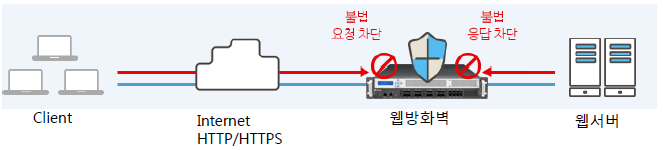 불법
요청 차단
불법
응답 차단
Client
Internet
HTTP/HTTPS
웹방화벽
웹서버